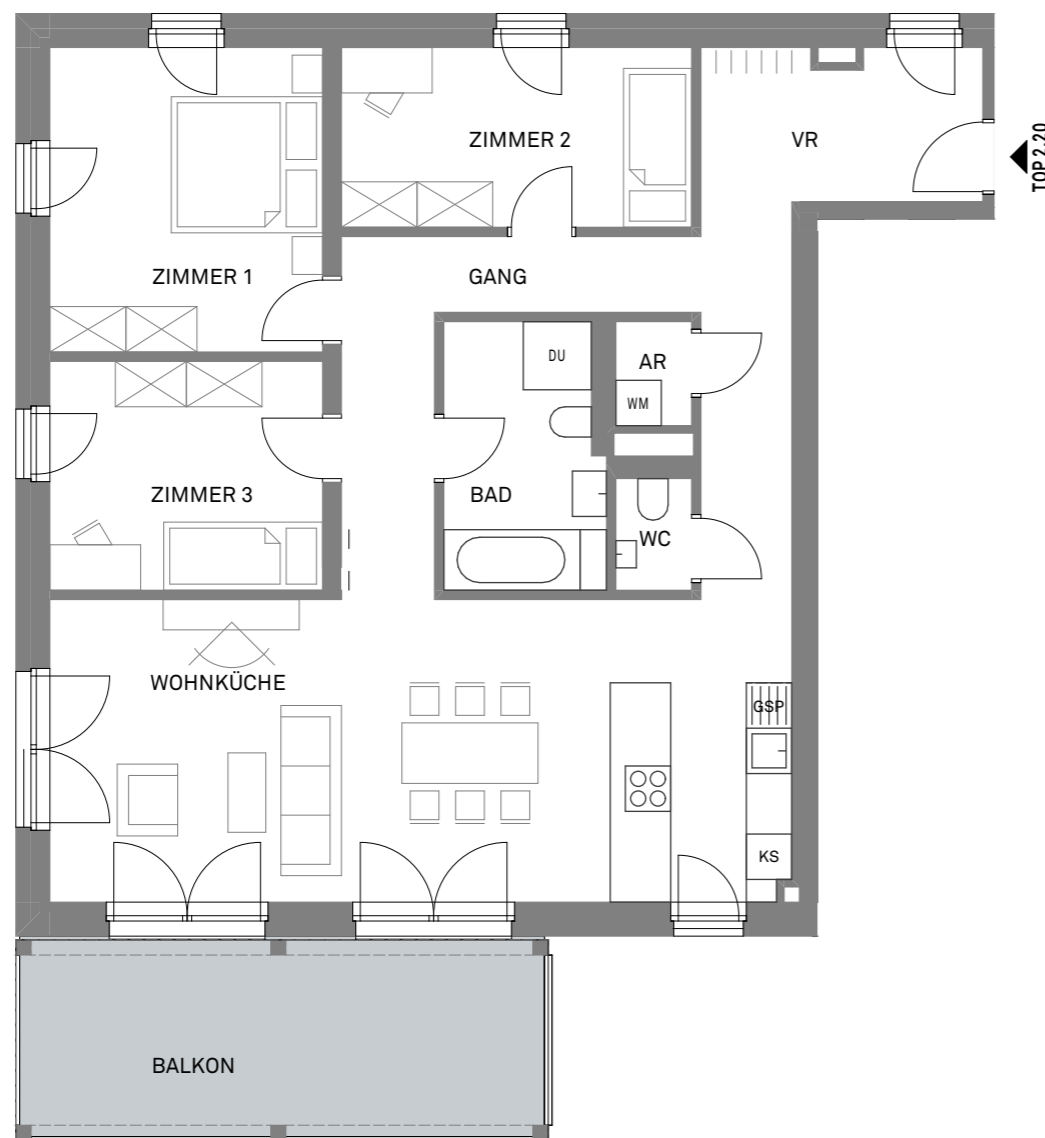 ZIMMER 2
VR
TOP 2.20
ZIMMER 1
GANG
DU
AR
WM
ZIMMER 3
BAD
WC
WOHNKÜCHE
GSP
KS
BALKON